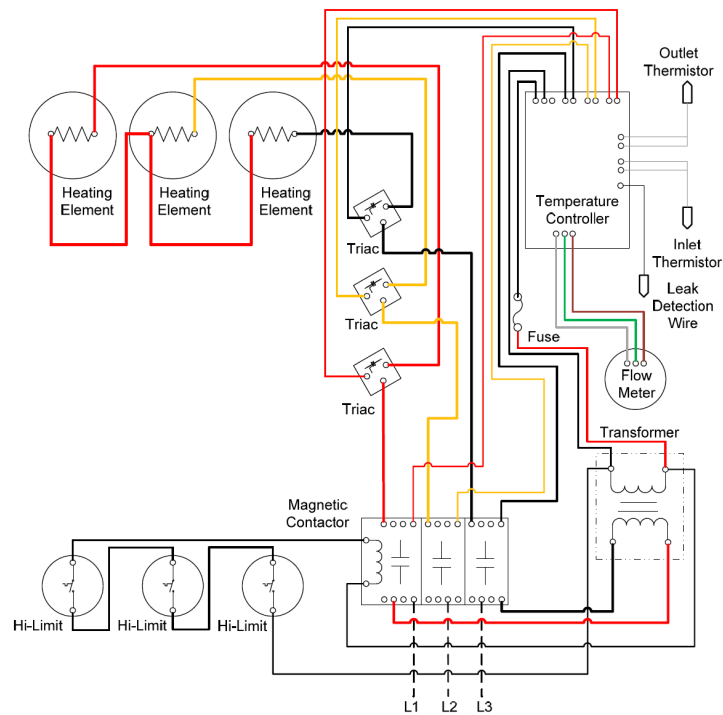 Outlet
Thermistor
Heating
Element
Heating
Element
Heating
Element
Temperature
Controller
Triac
Inlet
Thermistor
Leak
Detection
Wire
Triac
Fuse
Flow
Meter
Triac
Transformer
Magnetic
Contactor
Hi-Limit
Hi-Limit
Hi-Limit
L1
L2
L3